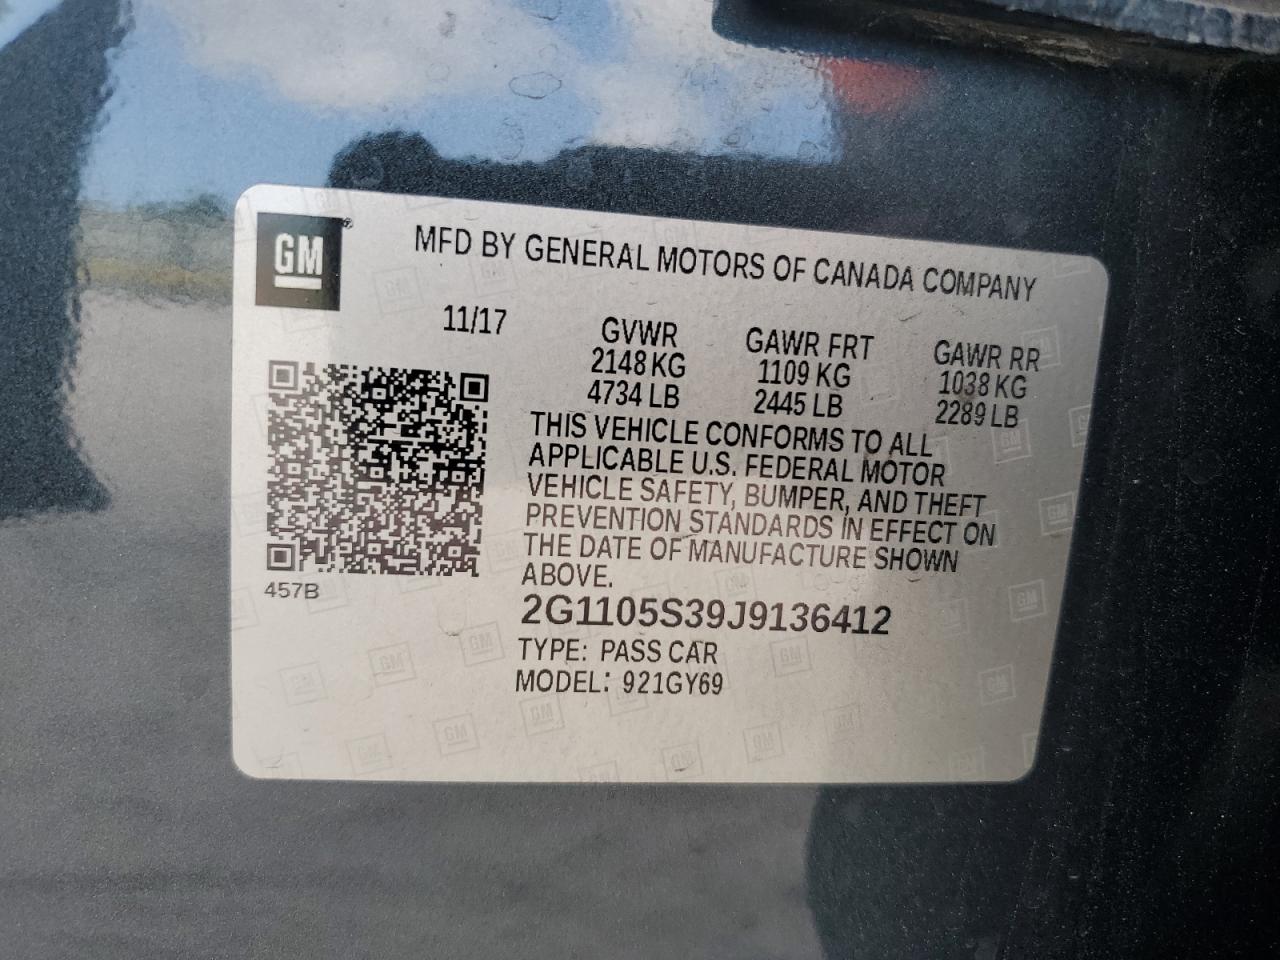 GM
MFD BY GENERAL MOTORS OF CANADA COMPANY
11/17
GVWR GAWR FRT GAWR RR
2148 KG 1109 KG 1038 KG
4734 LB 2445 LB 2289 LB
THIS VEHICLE CONFORMS TO ALL
APPLICABLE U.S. FEDERAL MOTOR
VEHICLE SAFETY, BUMPER, AND THEFT
PREVENTION STANDARDS IN EFFECT ON
THE DATE OF MANUFACTURE SHOWN
ABOVE.
457B
2G1105S39J9136412
TYPE: PASS CAR
MODEL: 921GY69